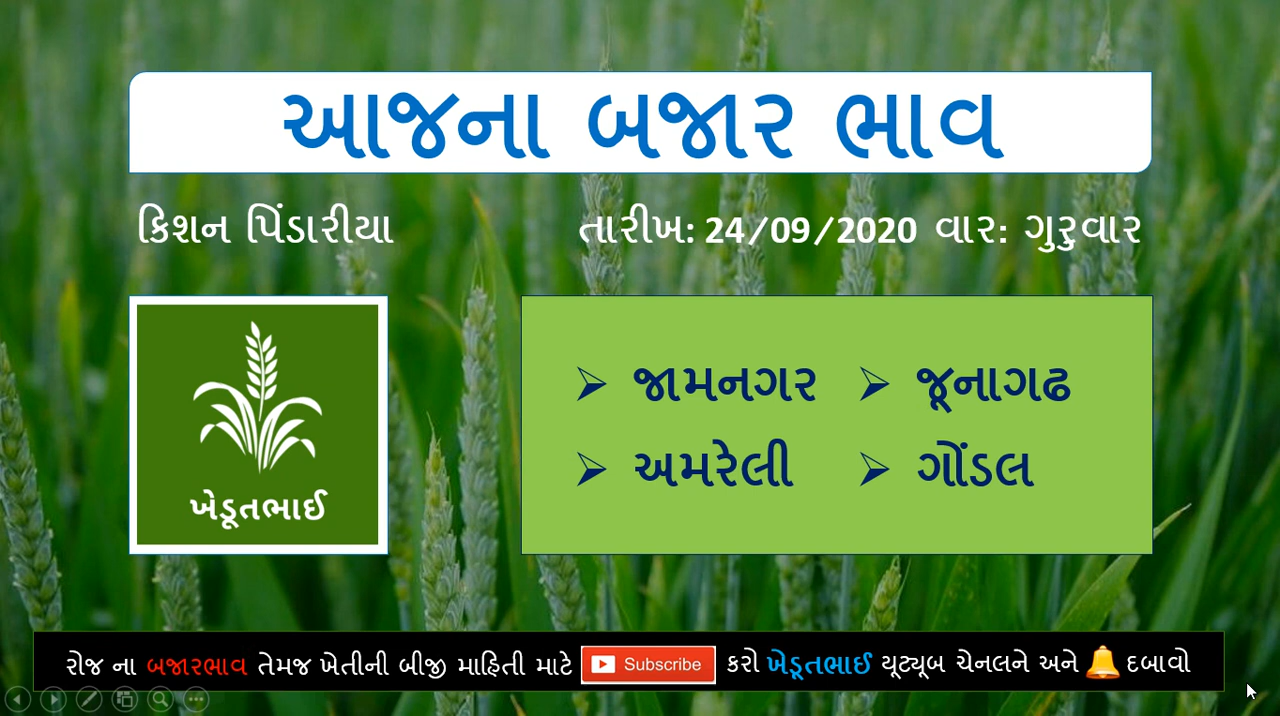 આજના બજાર ભાવ
કિશન પિંડારીયા
તારીખ: 24/09/2020 વાર: ગુરુવાર
ખેડૂતભાઈ
➢ જામનગર ➢ જૂનાગઢ
➢ અમરેલી ➢ ગોંડલ
રોજ ના બજારભાવ તેમજ ખેતીની બીજી માહિતી માટે Subscribe કરો ખેડૂતભાઈ યૂટ્યૂબ ચેનલને અને 🔔 દબાવો